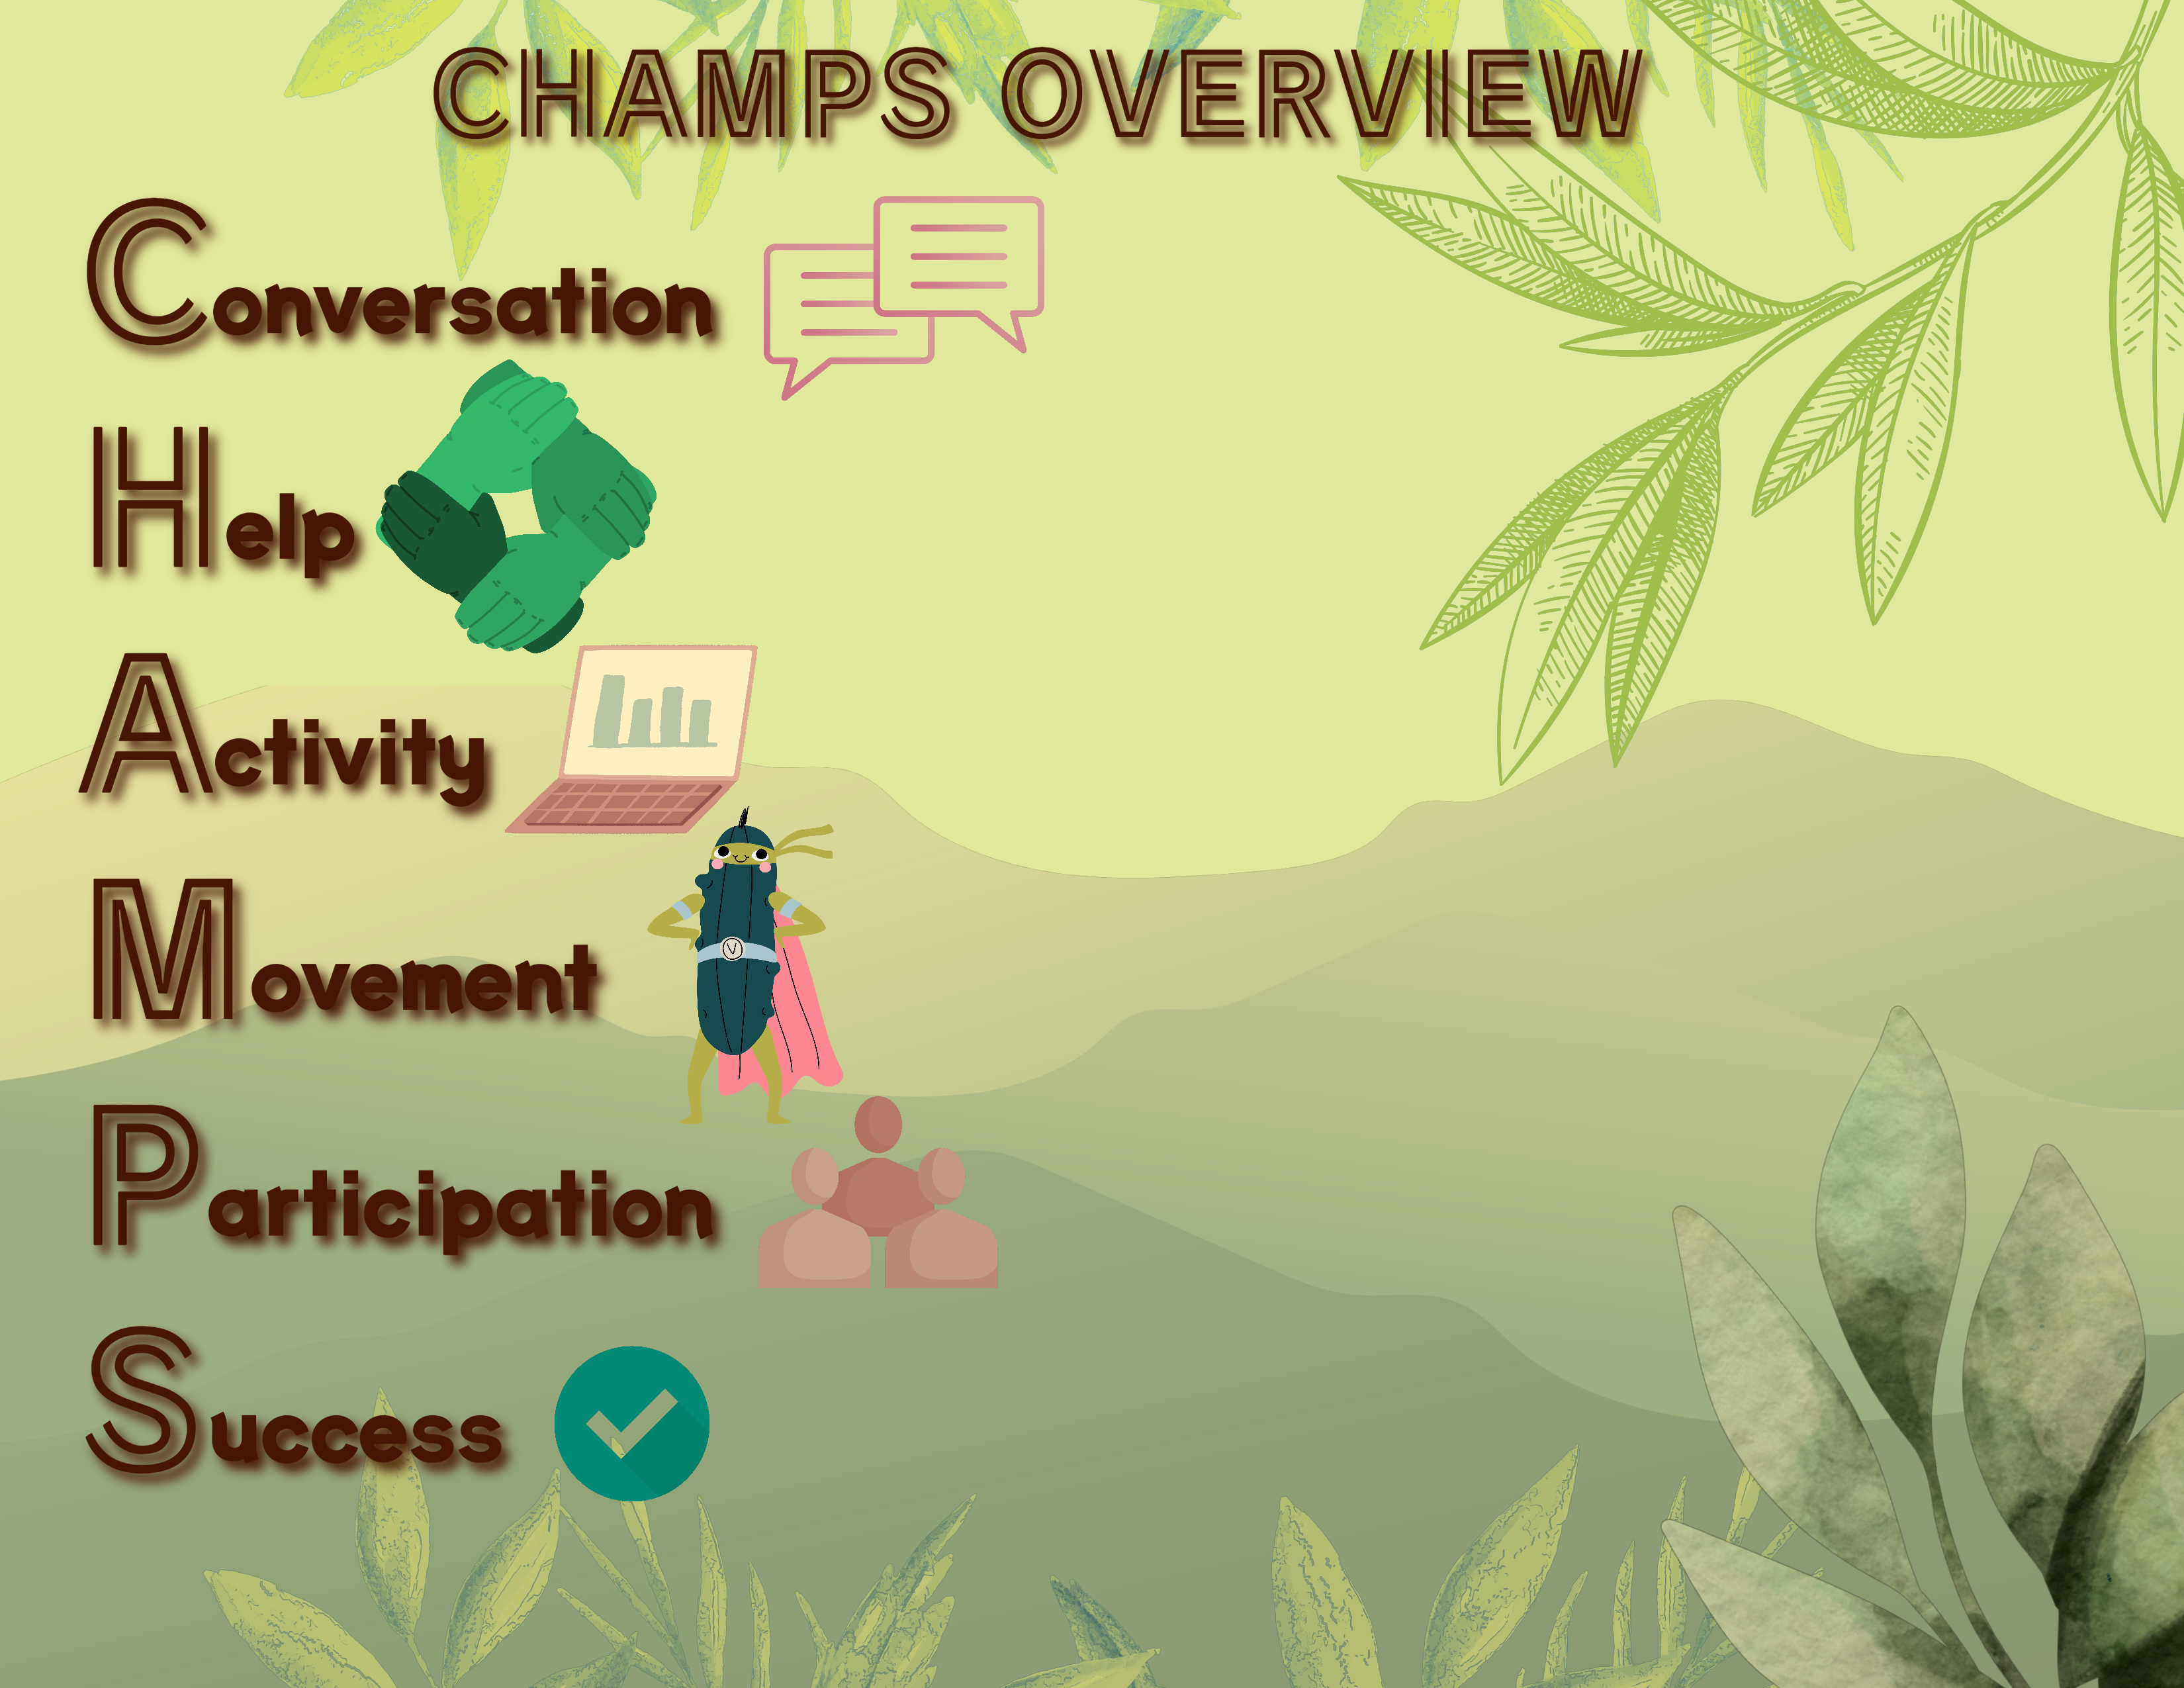 CHAMPS OVERVIEW
Conversation
Help
Activity
Movement
V
Participation
Success